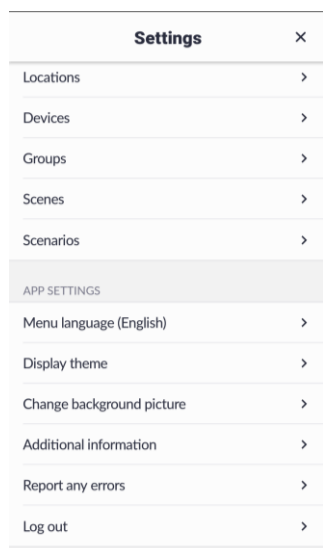 Settings
Locations
Devices
Groups
Scenes
Scenarios
APP SETTINGS
Menu language (English)
Display theme
Change background picture
Additional information
Report any errors
Log out